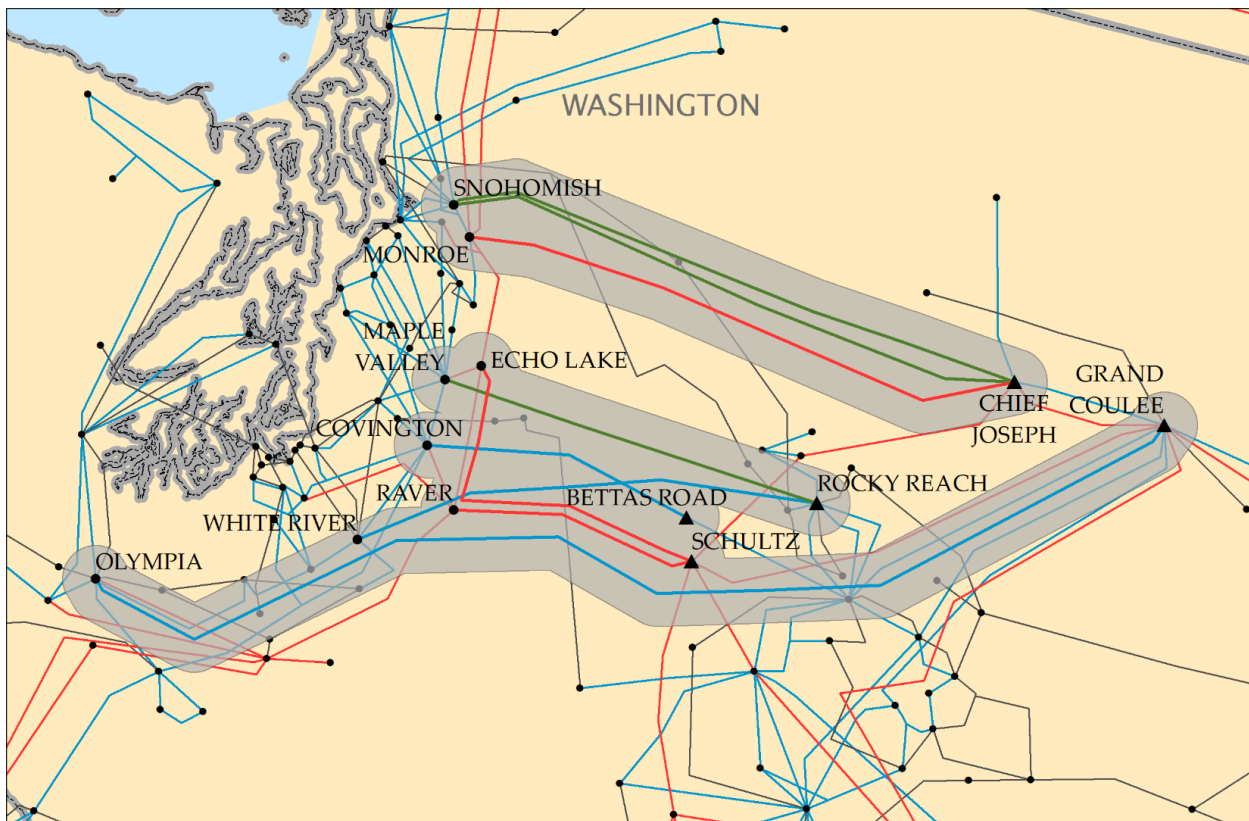 WASHINGTON
SNOHOMISH
MONROE
MAPLE
VALLEY
ECHO LAKE
GRAND
COULEE
CHIEF
JOSEPH
COVINGTON
RAVER
BETTAS ROAD
ROCKY REACH
WHITE RIVER
SCHULTZ
OLYMPIA